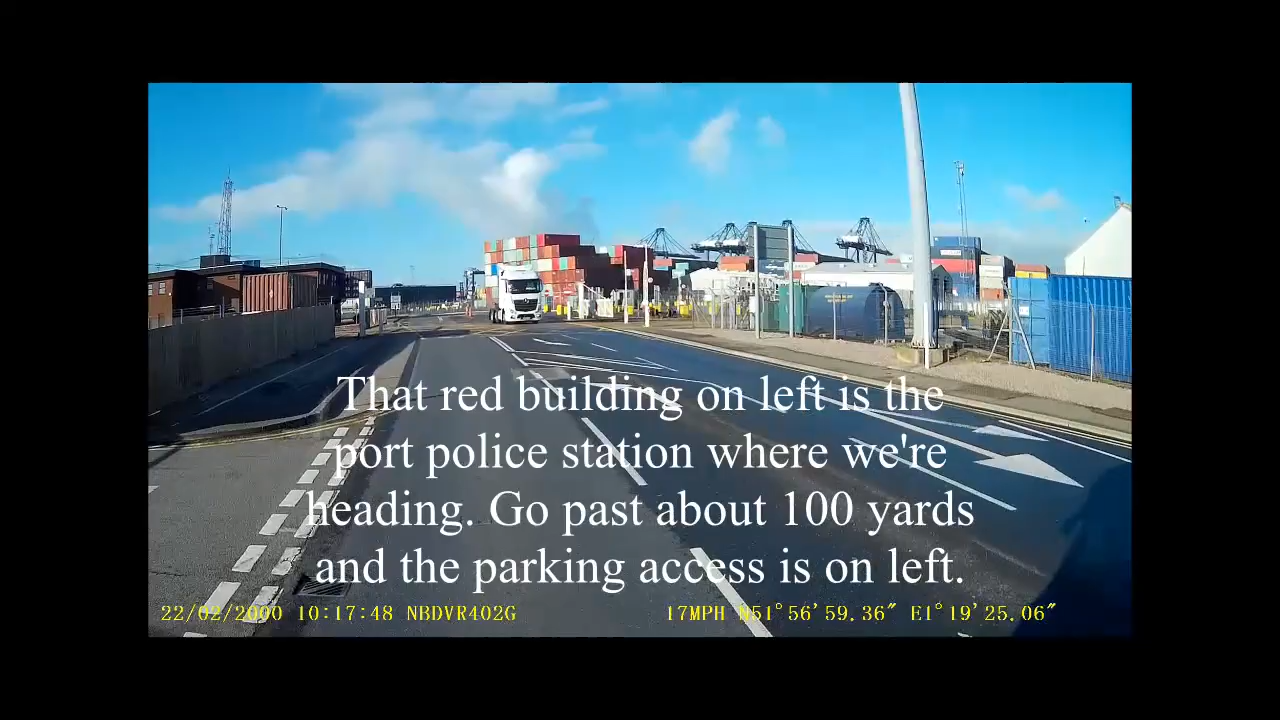 That red building on left is the
port police station where we're
heading. Go past about 100 yards
and the parking access is on left.
22/02/2000 10:17:48 NBDVR402G 17MPH N51°56'59.36" E1°19'25.06"